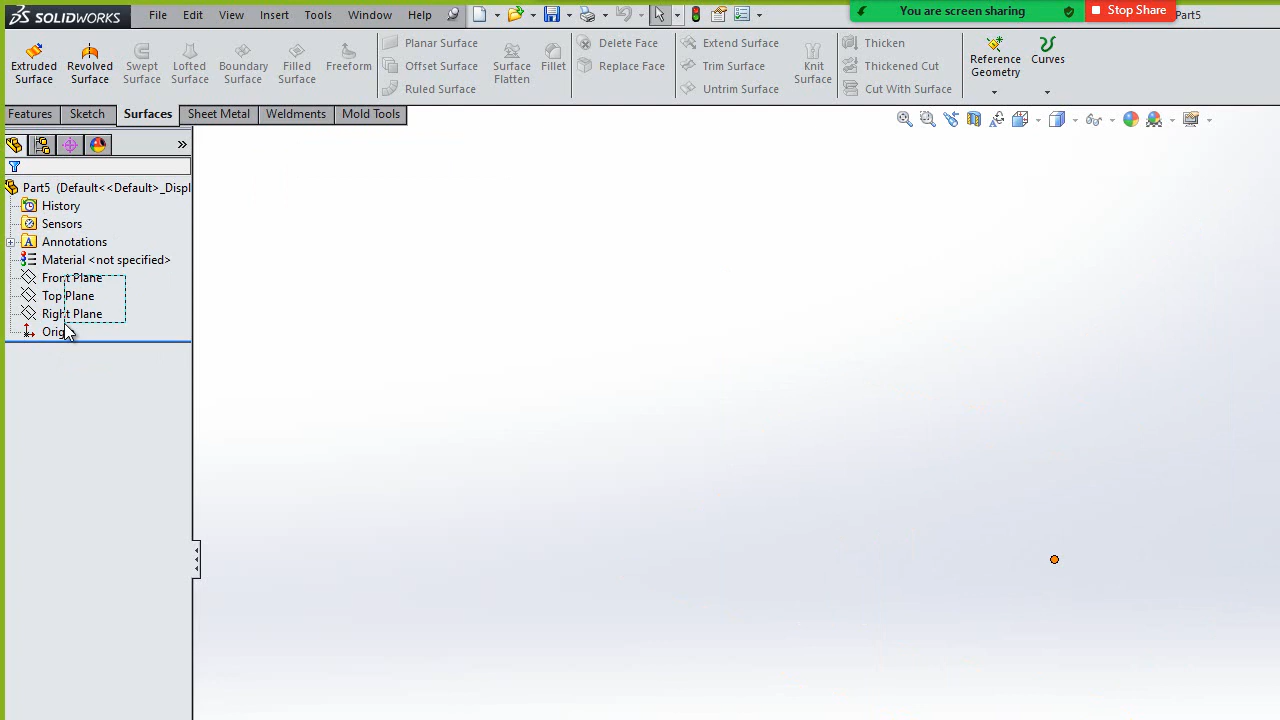 SOLIDWORKS File Edit View Insert Tools Window Help You are screen sharing Stop Share Part5
Extruded Surface Revolved Surface Swept Surface Lofted Surface Boundary Surface Filled Surface Freeform Planar Surface Offset Surface Ruled Surface Surface Flatten Fillet Delete Face Replace Face Extend Surface Trim Surface Untrim Surface Knit Surface Thicken Thickened Cut Cut With Surface Reference Geometry Curves
Features Sketch Surfaces Sheet Metal Weldments Mold Tools
Part5 (Default<<Default>_Displ
History
Sensors
Annotations
Material <not specified>
Front Plane
Top Plane
Right Plane